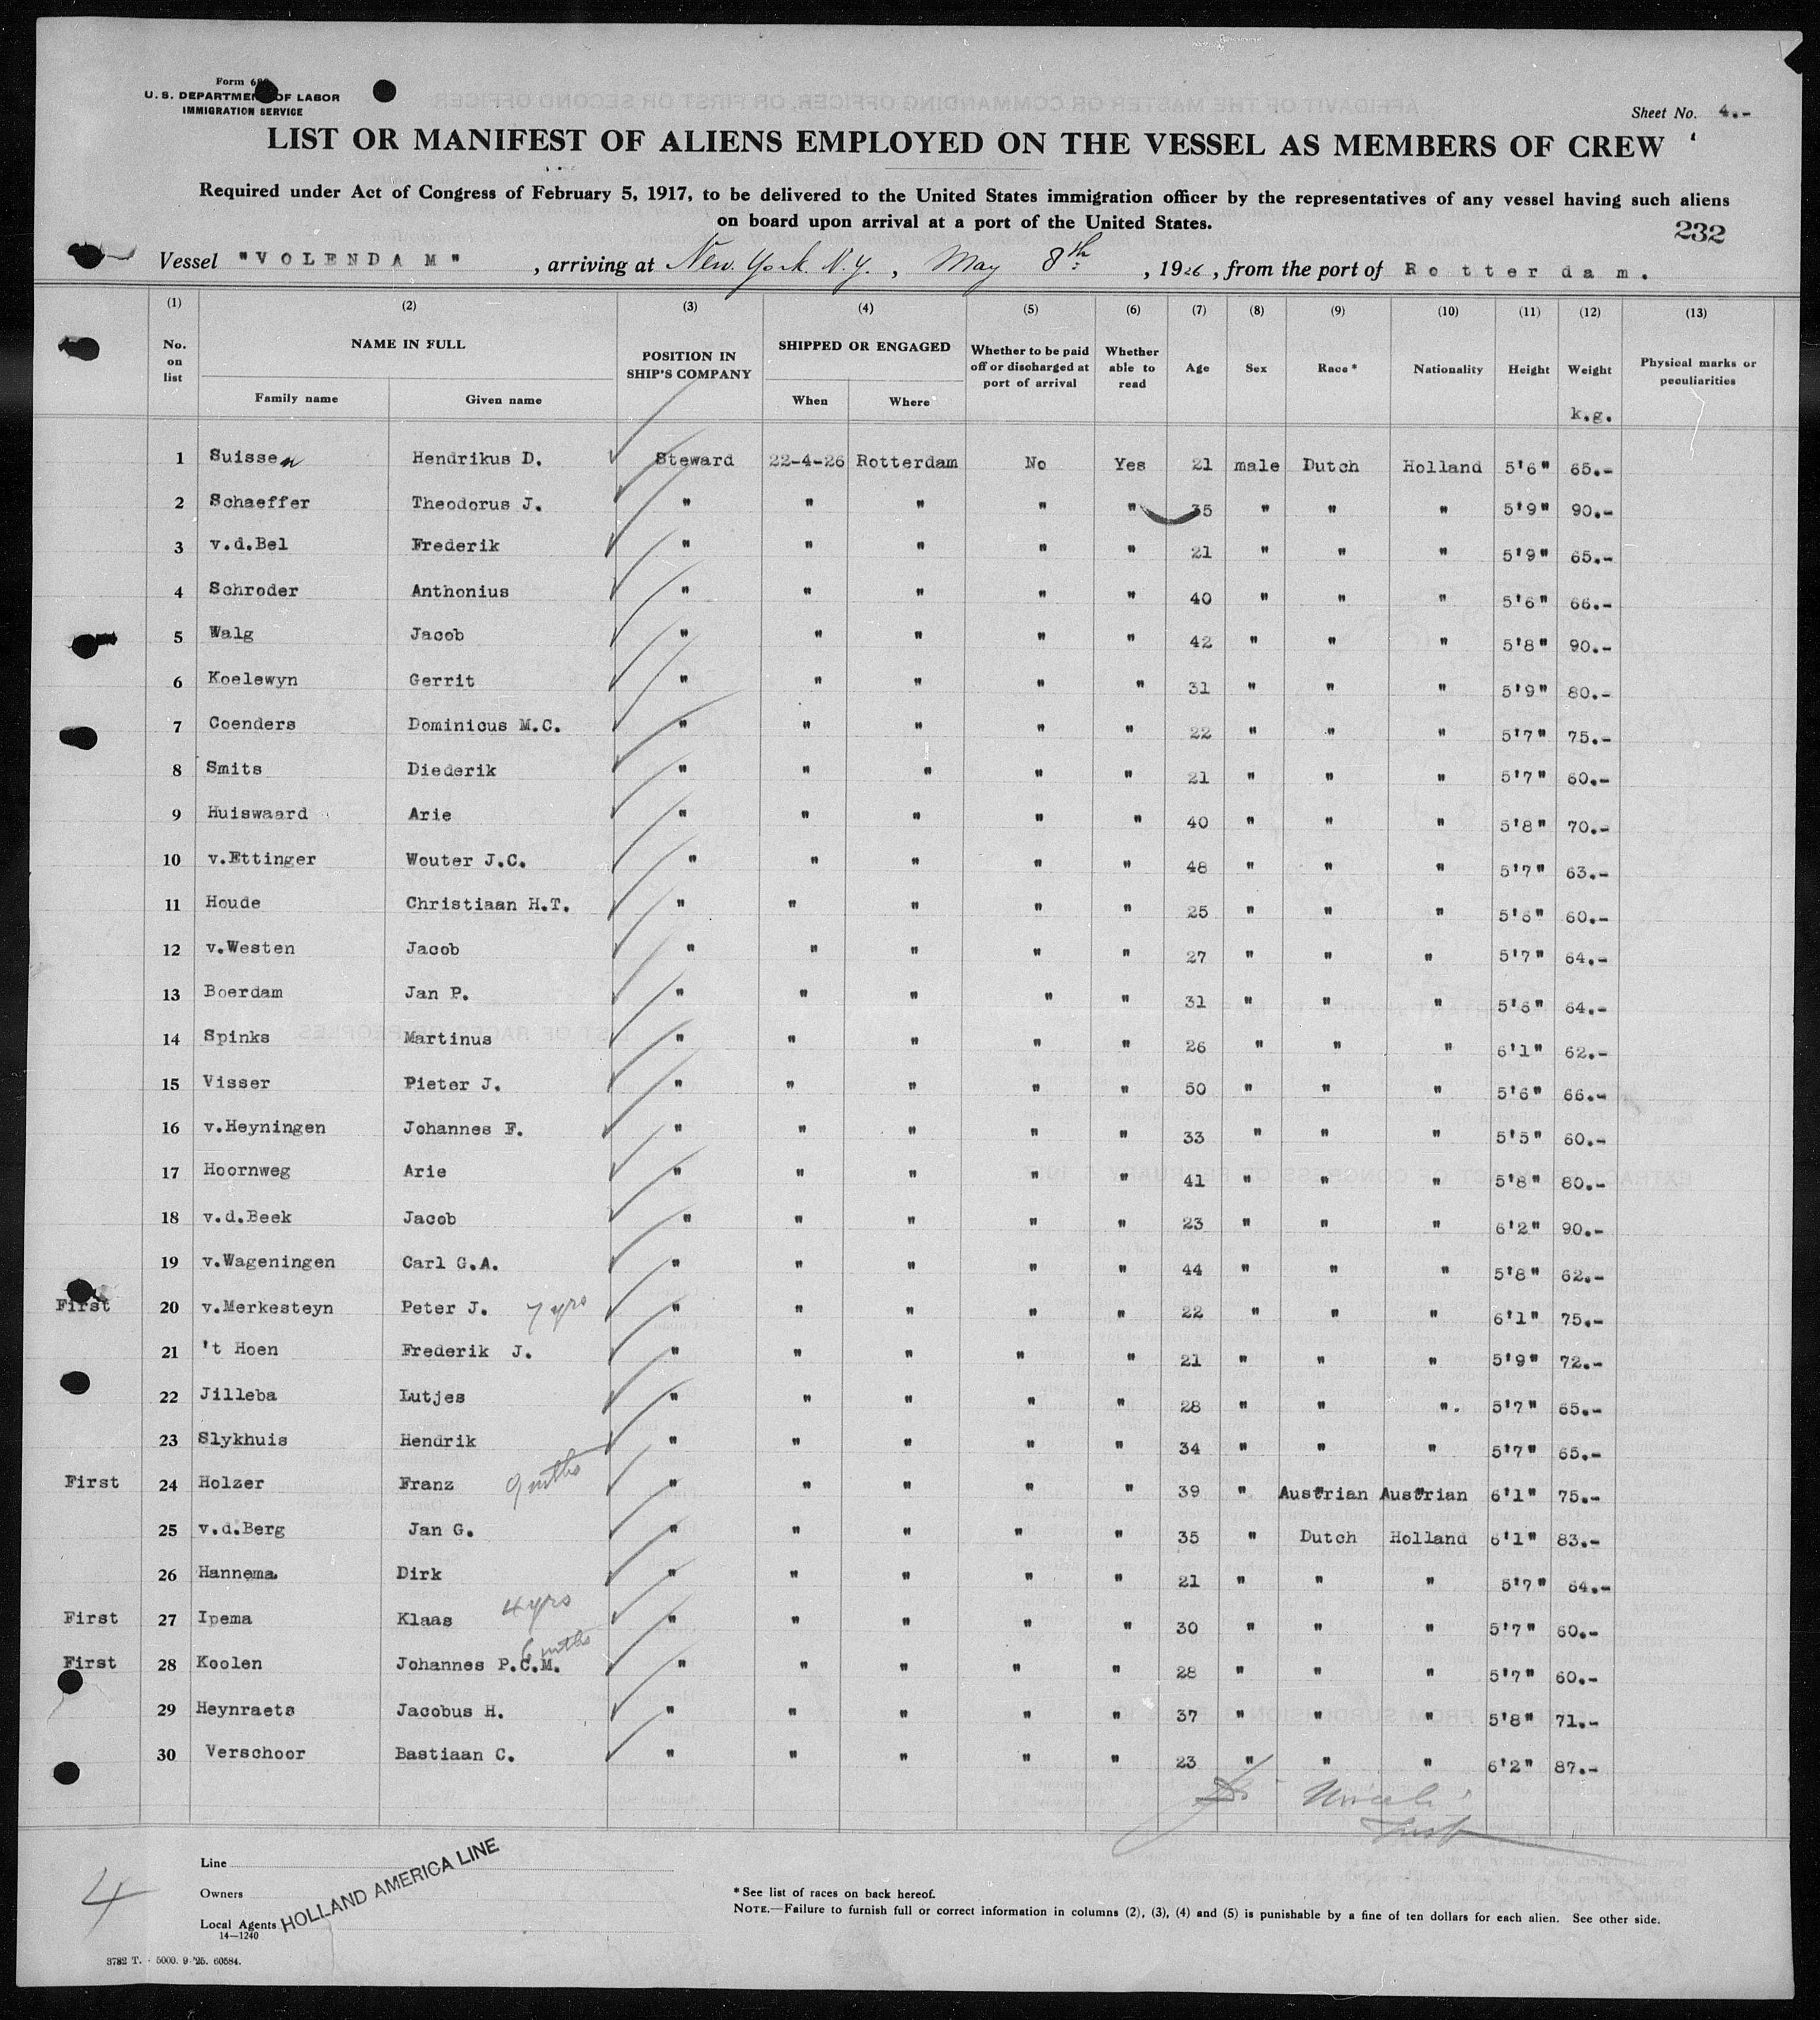 Form 680
U. S. DEPARTMENT OF LABOR
IMMIGRATION SERVICE
Sheet No. 4.-
LIST OR MANIFEST OF ALIENS EMPLOYED ON THE VESSEL AS MEMBERS OF CREW
Required under Act of Congress of February 5, 1917, to be delivered to the United States immigration officer by the representatives of any vessel having such aliens
on board upon arrival at a port of the United States.
232
Vessel "VOLENDAM", arriving at New York N.Y., May 8th, 1926, from the port of Rotterdam.
(1) (2) (3) (4) (5) (6) (7) (8) (9) (10) (11) (12) (13)
No. on list NAME IN FULL POSITION IN SHIP'S COMPANY SHIPPED OR ENGAGED Whether to be paid off or discharged at port of arrival Whether able to read Age Sex Race* Nationality Height Weight Physical marks or peculiarities
Family name Given name When Where k.g.
1 Suissen Hendrikus D. Steward 22-4-26 Rotterdam No Yes 21 male Dutch Holland 5'6" 65.-
2 Schaeffer Theodorus J. " " " " " 35 " " " 5'9" 90.-
3 v.d.Bel Frederik " " " " " 21 " " " 5'9" 65.-
4 Schroder Anthonius " " " " " 40 " " " 5'6" 66.-
5 Walg Jacob " " " " " 42 " " " 5'8" 90.-
6 Koelewyn Gerrit " " " " " 31 " " " 5'9" 80.-
7 Coenders Dominicus M.C. " " " " " 22 " " " 5'7" 75.-
8 Smits Diederik " " " " " 21 " " " 5'7" 60.-
9 Huiswaard Arie " " " " " 40 " " " 5'8" 70.-
10 v.Ettinger Wouter J.C. " " " " " 48 " " " 5'7" 63.-
11 Houde Christiaan H.T. " " " " " 25 " " " 5'6" 60.-
12 v.Westen Jacob " " " " " 27 " " " 5'7" 64.-
13 Boerdam Jan P. " " " " " 31 " " " 5'6" 64.-
14 Spinks Martinus " " " " " 26 " " " 6'1" 62.-
15 Visser Pieter J. " " " " " 50 " " " 5'6" 66.-
16 v.Heyningen Johannes F. " " " " " 33 " " " 5'5" 60.-
17 Hoornweg Arie " " " " " 41 " " " 5'8" 80.-
18 v.d.Beek Jacob " " " " " 23 " " " 6'2" 90.-
19 v.Wageningen Carl G.A. " " " " " 44 " " " 5'8" 62.-
First 20 v.Merkesteyn Peter J. 7 yrs " " " " " 22 " " " 6'1" 75.-
21 't Hoen Frederik J. " " " " " 21 " " " 5'9" 72.-
22 Jilleba Lutjes " " " " " 28 " " ". 5'7" 65.-
23 Slykhuis Hendrik " " " " " 34 " " " 5'7" 65.-
First 24 Holzer Franz 9 mths " " " " " 39 " Austrian Austrian 6'1" 75.-
25 v.d.Berg Jan G. " " " " " 35 " Dutch Holland 6'1" 83.-
26 Hannema Dirk " " " " " 21 " " " 5'7" 64.-
First 27 Ipema Klaas 4 yrs " " " " " 30 " " " 5'7" 60.-
First 28 Koolen Johannes P.C.M. 6 mths " " " " " 28 " " " 5'7" 60.-
29 Heynraets Jacobus H. " " " " " 37 " " " 5'8" 71.-
30 Verschoor Bastiaan C. " " " " " 23 " " " 6'2" 87.-
4
Line
Owners
Local Agents
HOLLAND AMERICA LINE
14—1240
* See list of races on back hereof.
NOTE.—Failure to furnish full or correct information in columns (2), (3), (4) and (5) is punishable by a fine of ten dollars for each alien. See other side.
3782 T. - 5000. 9-'25. 60584.